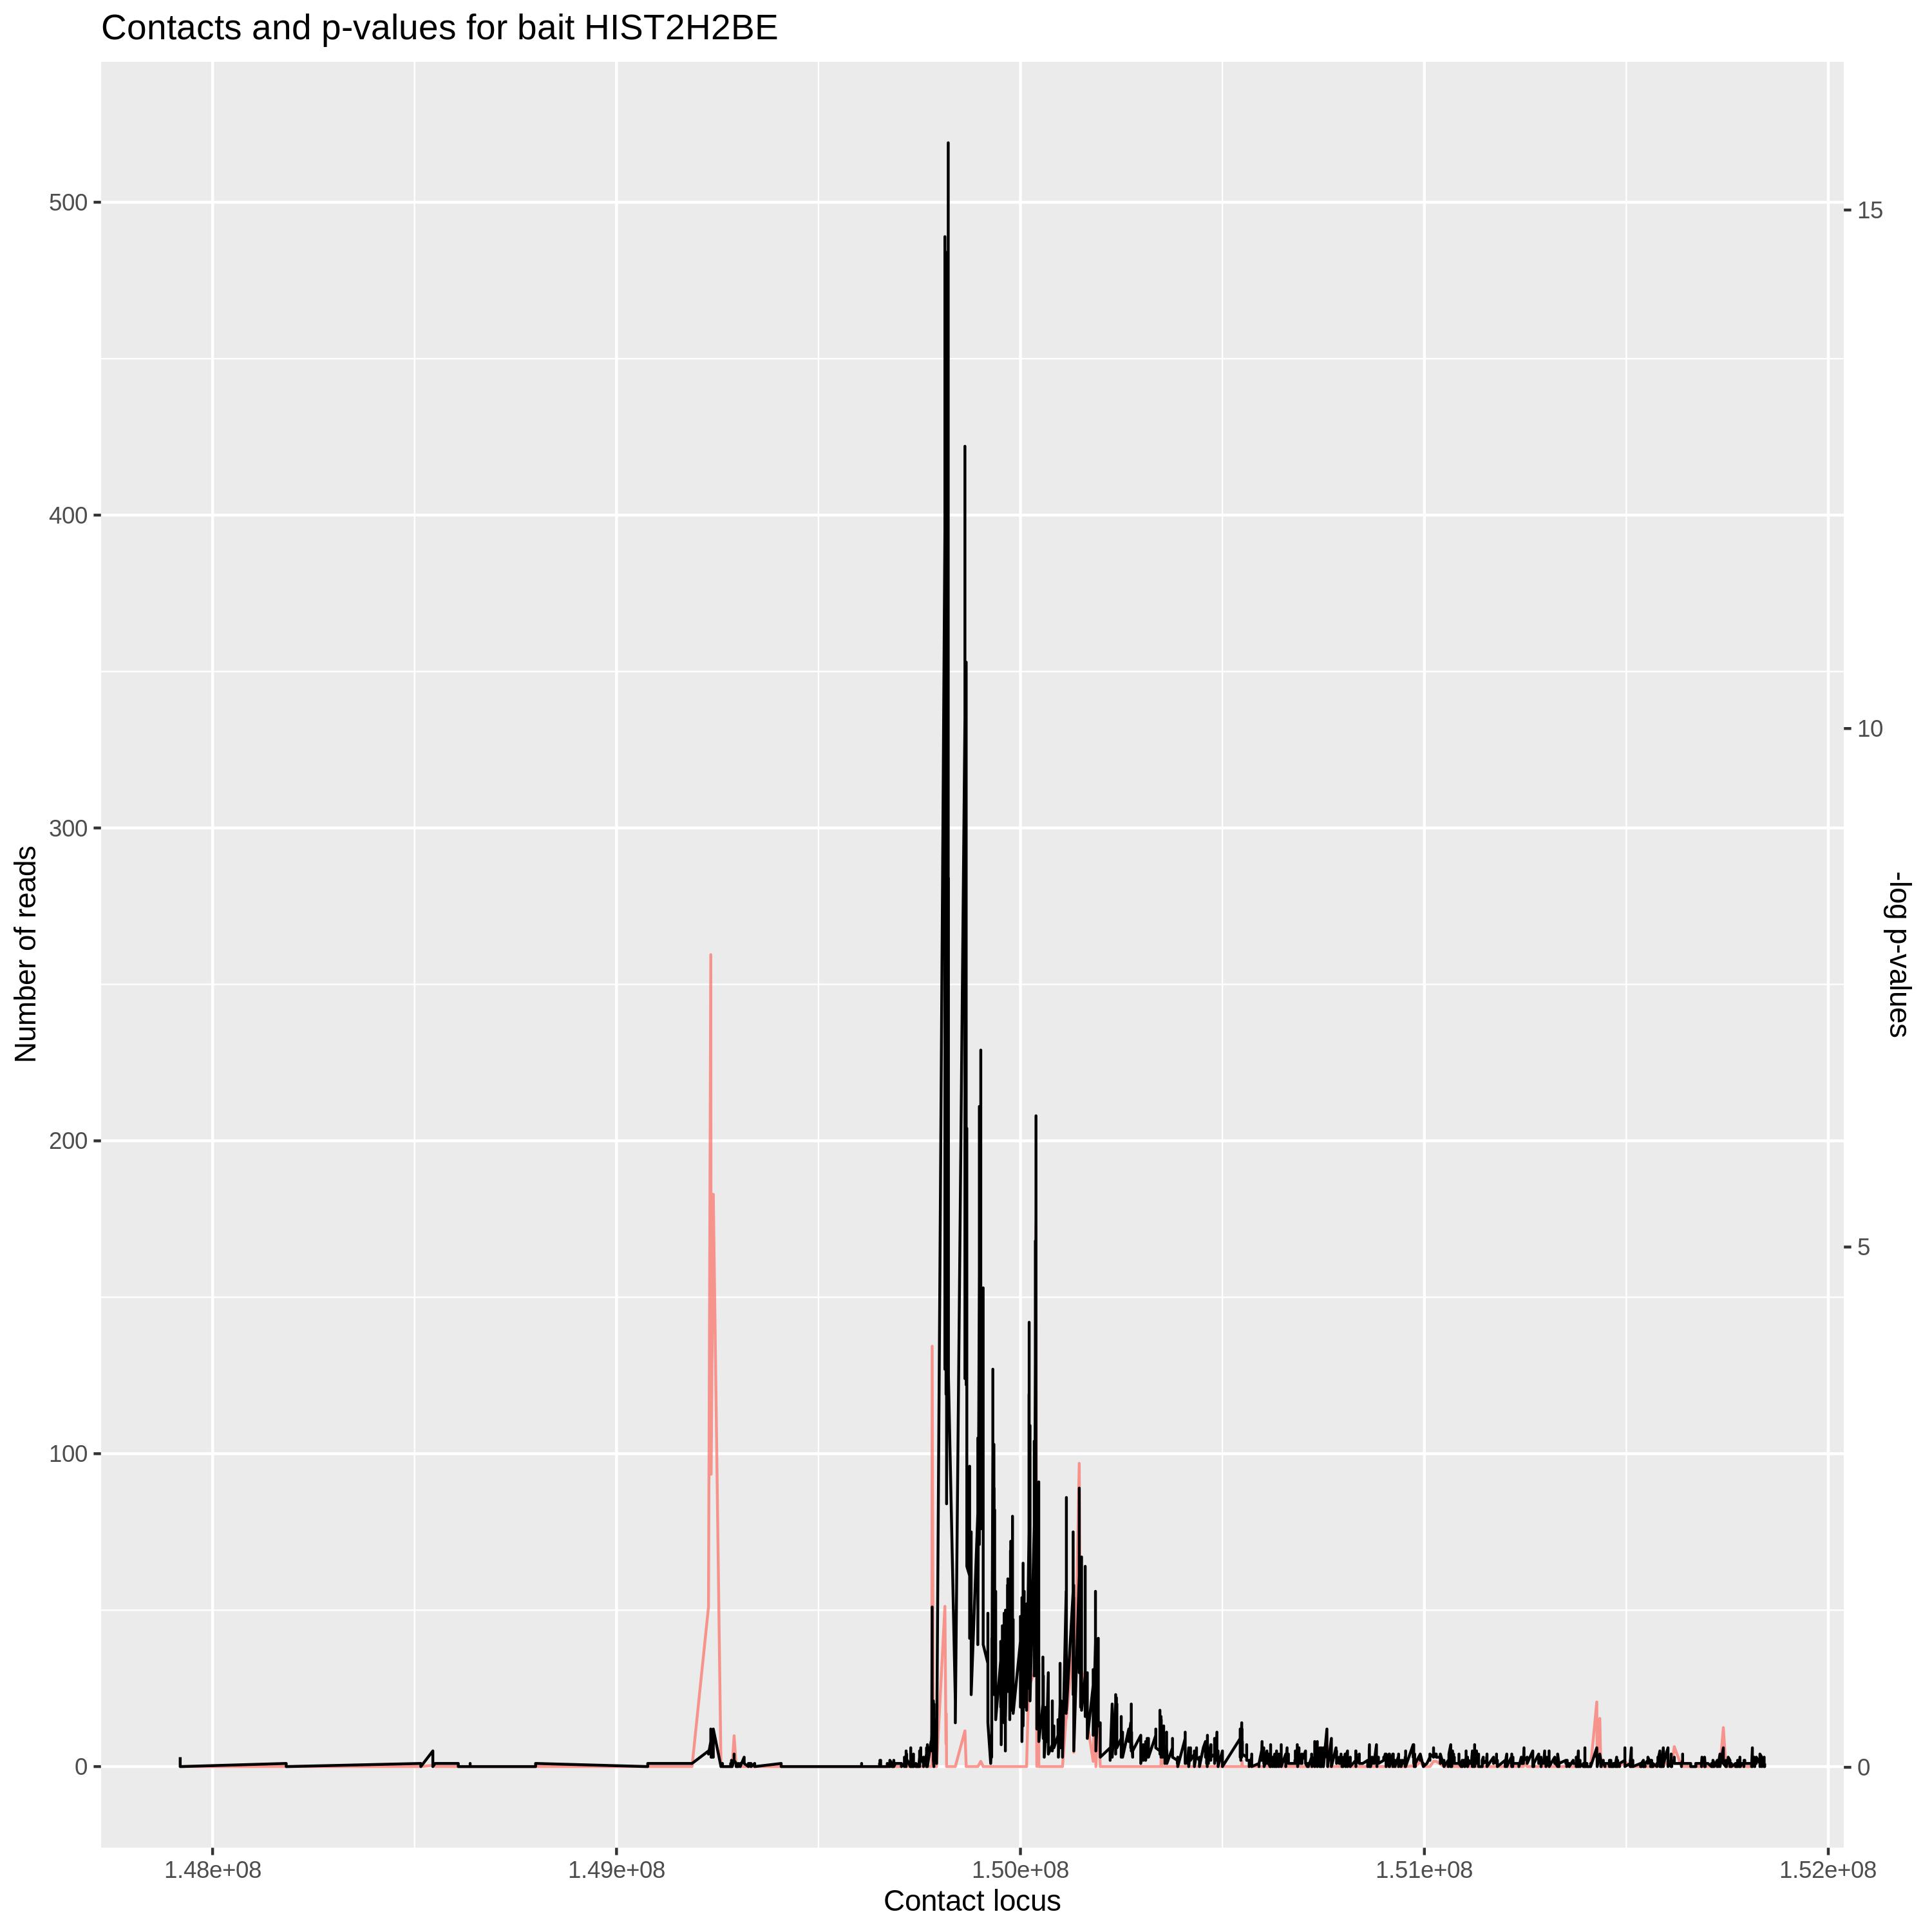 Contacts and p-values for bait HIST2H2BE
500
400
300
200
100
0
Number of reads
15
10
5
0
-log p-values
1.48e+08 1.49e+08 1.50e+08 1.51e+08 1.52e+08
Contact locus